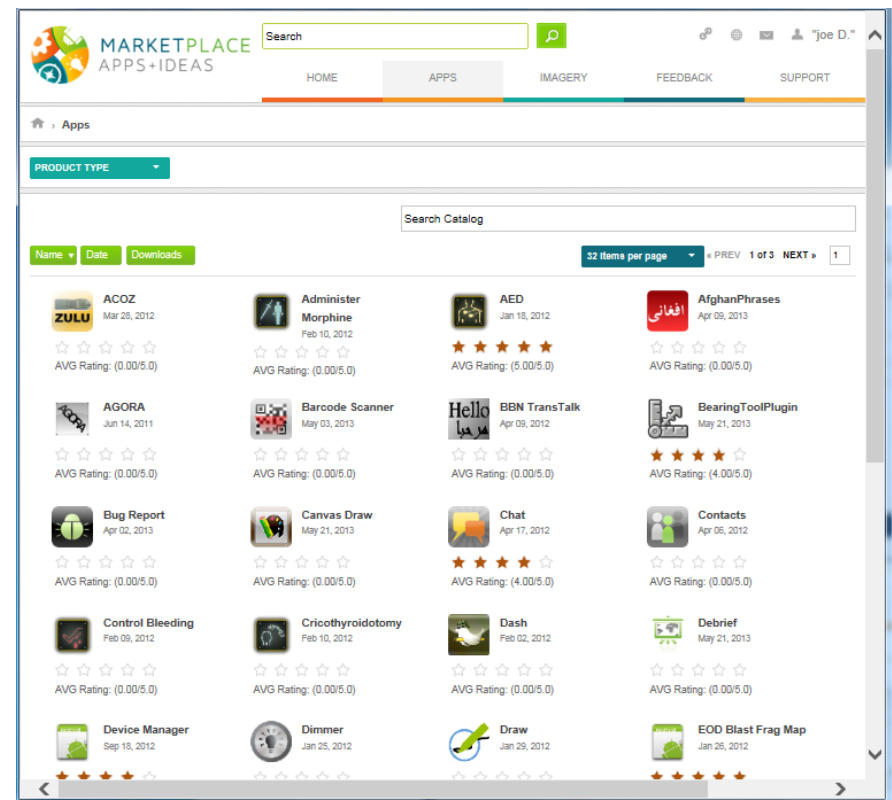 MARKETPLACE
APPS+IDEAS
Search
"joe D."
HOME APPS IMAGERY FEEDBACK SUPPORT
› Apps
PRODUCT TYPE
Search Catalog
Name Date Downloads
32 Items per page « PREV 1 of 3 NEXT » 1
ZULU
ACOZ
Mar 28, 2012
AVG Rating: (0.00/5.0)
Administer
Morphine
Feb 10, 2012
AVG Rating: (0.00/5.0)
AED
Jan 18, 2012
AVG Rating: (5.00/5.0)
افغانی
AfghanPhrases
Apr 09, 2013
AVG Rating: (0.00/5.0)
AGORA
AGORA
Jun 14, 2011
AVG Rating: (0.00/5.0)
Barcode Scanner
May 03, 2013
AVG Rating: (0.00/5.0)
Hello
مرحبا
BBN TransTalk
Apr 09, 2012
AVG Rating: (0.00/5.0)
BearingToolPlugin
May 21, 2013
AVG Rating: (4.00/5.0)
Bug Report
Apr 02, 2013
AVG Rating: (0.00/5.0)
Canvas Draw
May 21, 2013
AVG Rating: (0.00/5.0)
Chat
Apr 17, 2012
AVG Rating: (4.00/5.0)
Contacts
Apr 06, 2012
AVG Rating: (0.00/5.0)
Control Bleeding
Feb 09, 2012
AVG Rating: (0.00/5.0)
Cricothyroidotomy
Feb 10, 2012
AVG Rating: (0.00/5.0)
Dash
Feb 02, 2012
AVG Rating: (0.00/5.0)
Debrief
May 21, 2013
AVG Rating: (0.00/5.0)
Device Manager
Sep 18, 2012
Dimmer
Jan 25, 2012
Draw
Jan 29, 2012
EOD Blast Frag Map
Jan 26, 2012